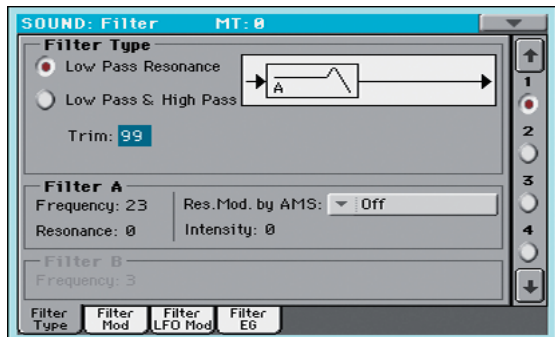 SOUND: Filter MT: 0
Filter Type
Low Pass Resonance
A
Low Pass & High Pass
Trim: 99
1
2
3
4
Filter A
Frequency: 23
Res.Mod. by AMS: Off
Resonance: 0
Intensity: 0
Filter B
Frequency: 3
Filter Type
Filter Mod
Filter LFO Mod
Filter EG